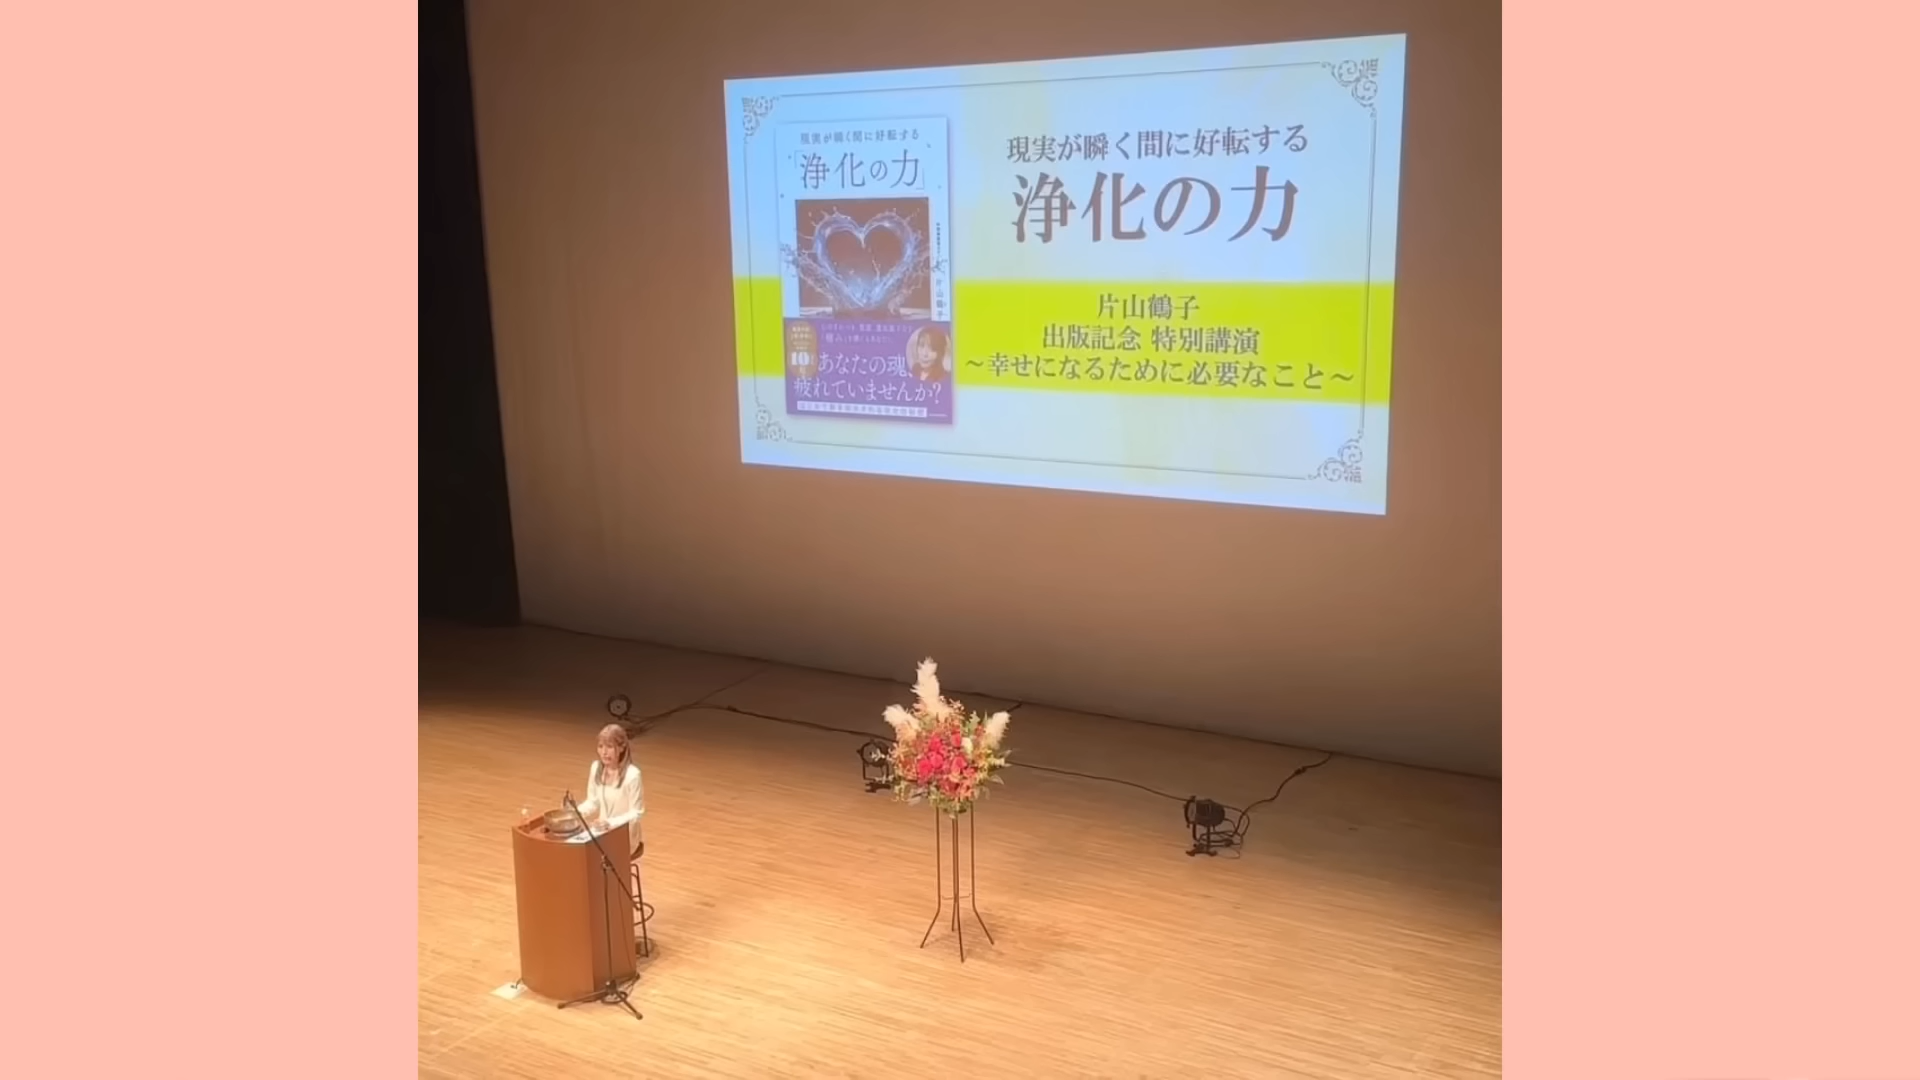 現実が瞬く間に好転する
「浄化の力」
片山鶴子
あなたの魂、
疲れていませんか?
現実が瞬く間に好転する
浄化の力
片山鶴子
出版記念 特別講演
～幸せになるために必要なこと～